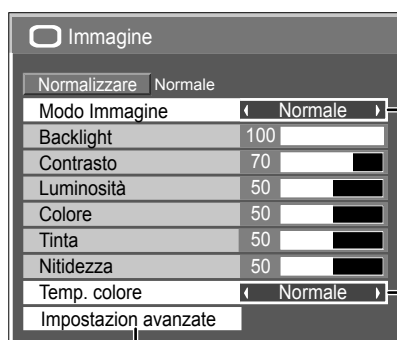 Immagine
Normalizzare Normale
Modo Immagine Normale
Backlight 100
Contrasto 70
Luminosità 50
Colore 50
Tinta 50
Nitidezza 50
Temp. colore Normale
Impostazion avanzate